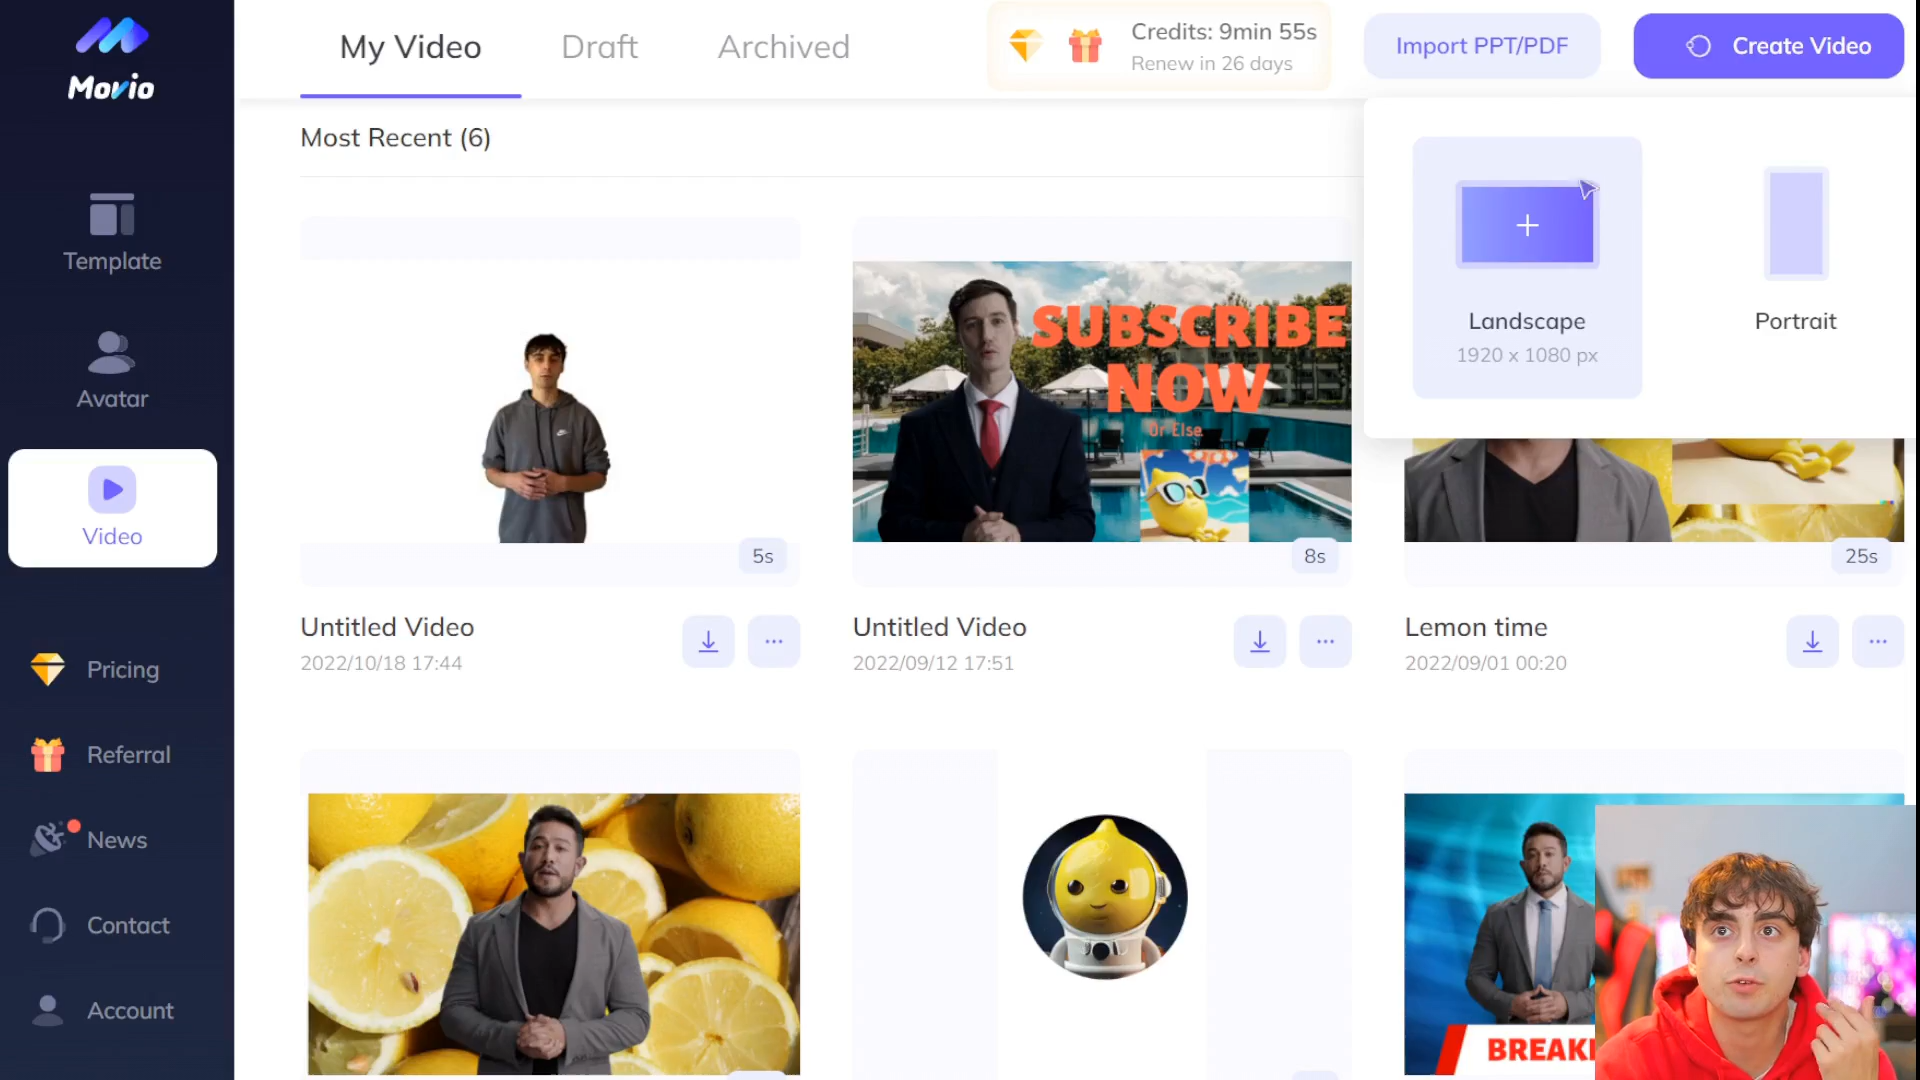 Movio
Template
Avatar
Video
Pricing
Referral
News
Contact
Account
My Video
Draft
Archived
Credits: 9min 55s
Renew in 26 days
Import PPT/PDF
Create Video
Most Recent (6)
Landscape
1920 x 1080 px
Portrait
SUBSCRIBE
NOW
Or Else
5s
8s
25s
Untitled Video
2022/10/18 17:44
Untitled Video
2022/09/12 17:51
Lemon time
2022/09/01 00:20